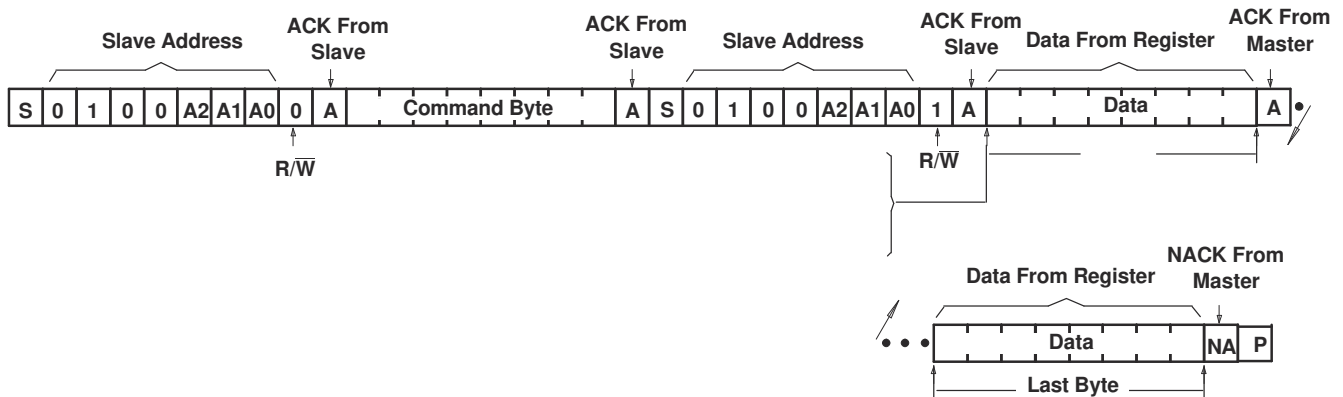 Slave Address
ACK From
Slave
ACK From
Slave
Slave Address
ACK From
Slave
Data From Register
ACK From
Master
S 0 1 0 0 A2 A1 A0 0 A Command Byte A S 0 1 0 0 A2 A1 A0 1 A Data A
R/W̅
R/W̅
Data From Register
NACK From
Master
Data NA P
Last Byte